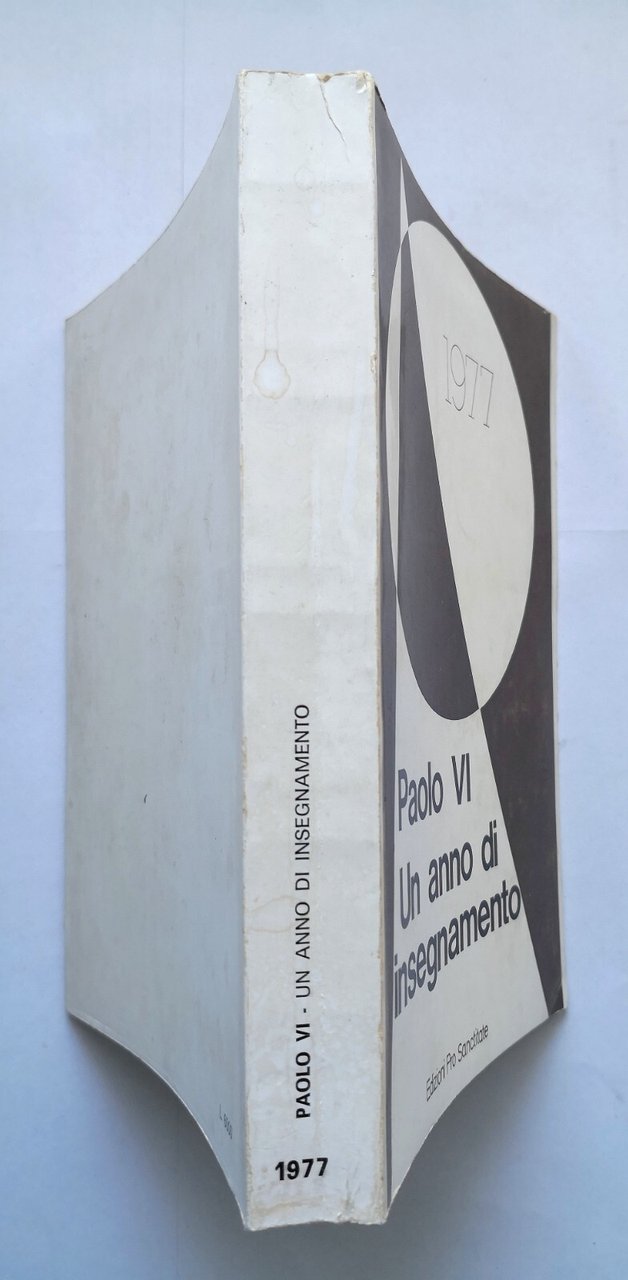 1977
Paolo VI
Un anno di
insegnamento
Edizioni Pro Sanctitate
PAOLO VI - UN ANNO DI INSEGNAMENTO
1977